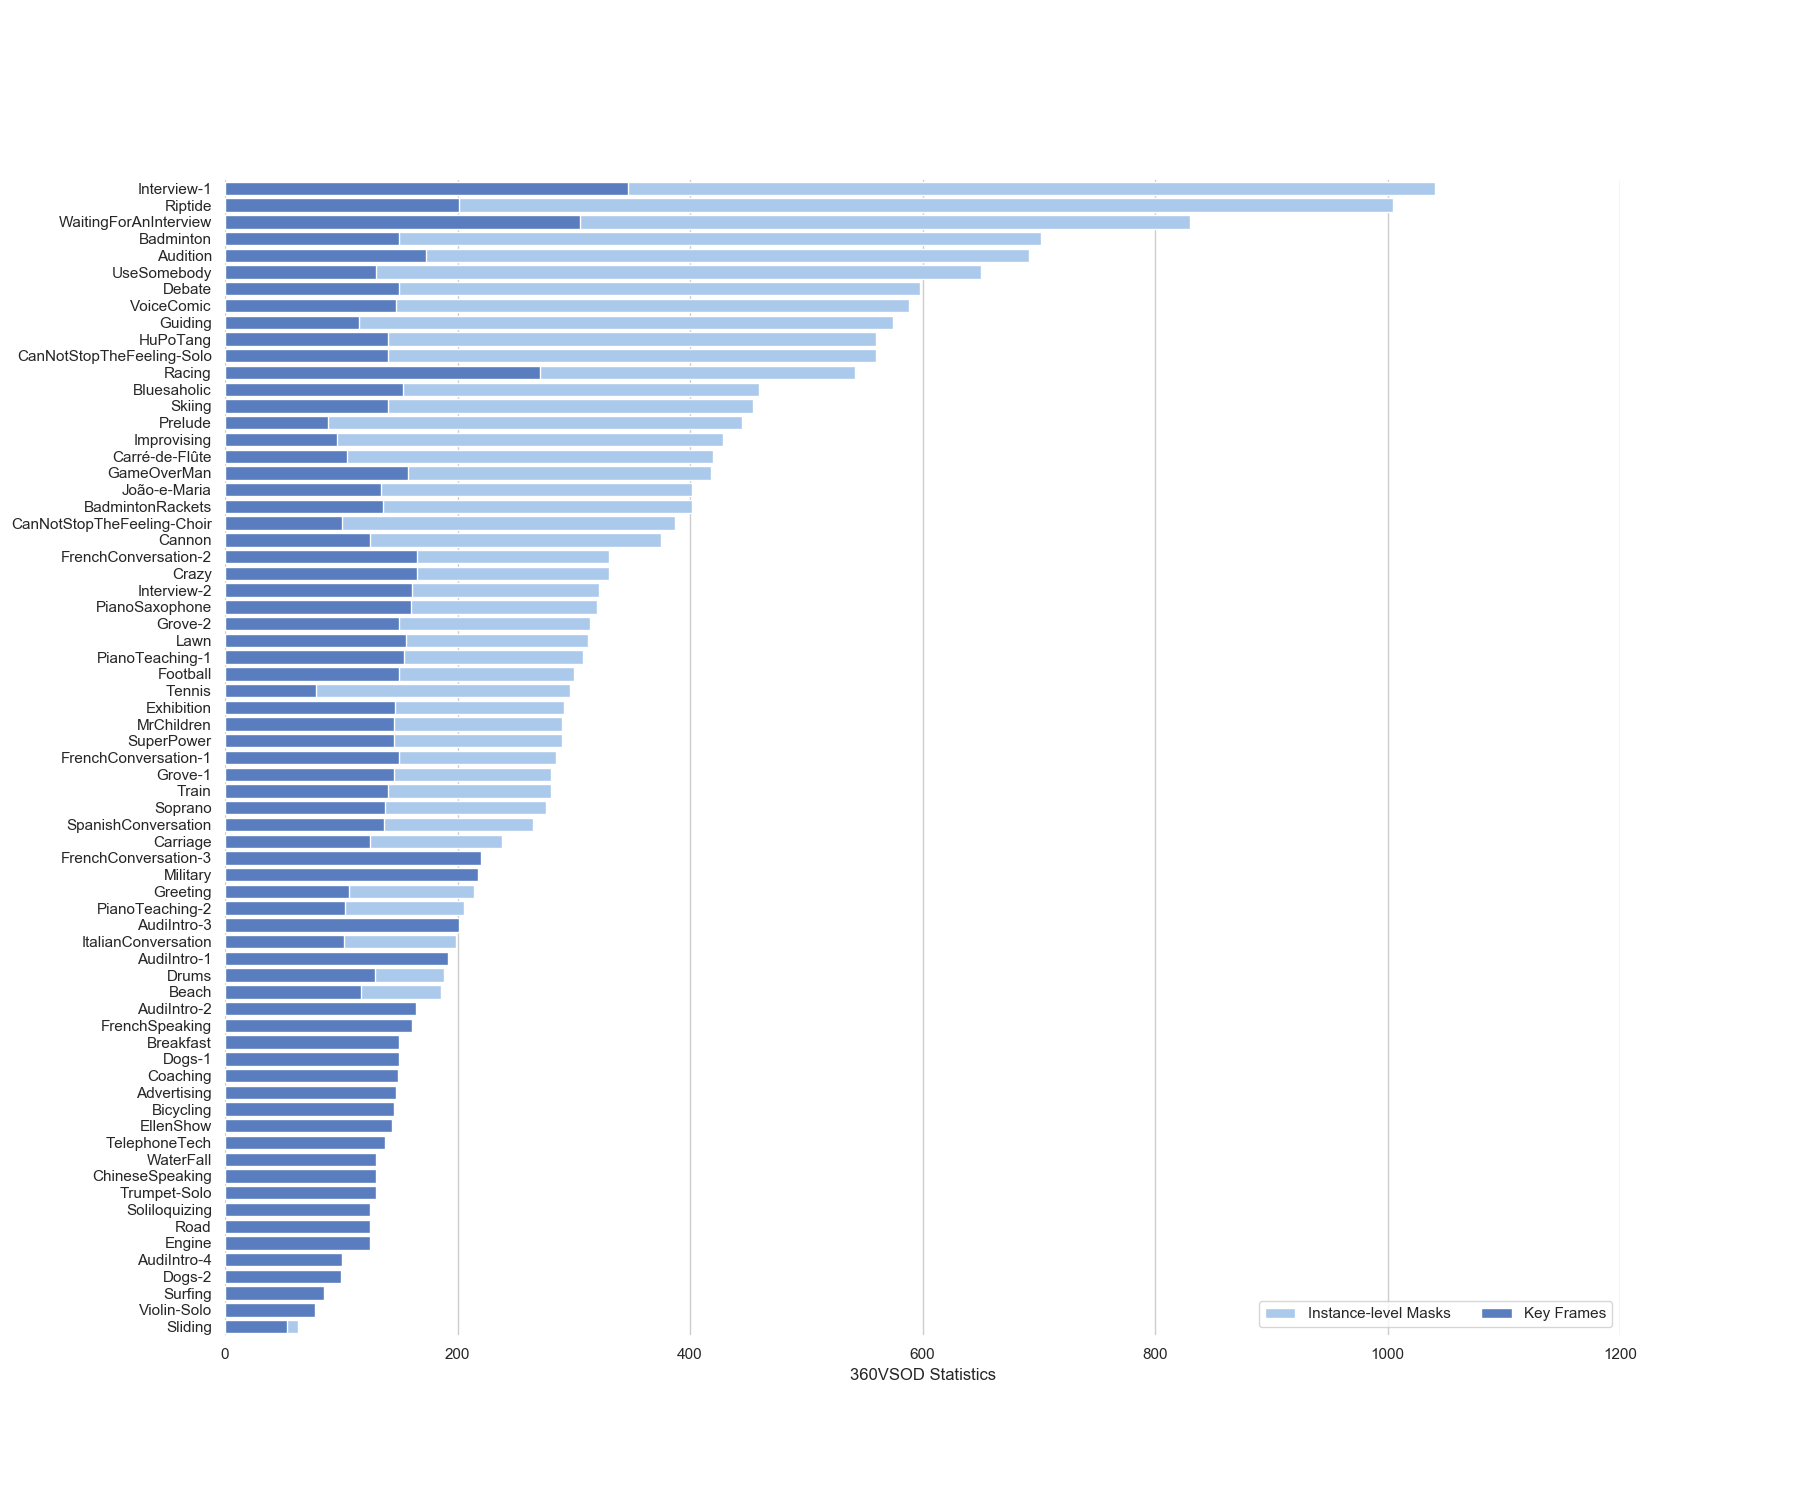 Interview-1
Riptide
WaitingForAnInterview
Badminton
Audition
UseSomebody
Debate
VoiceComic
Guiding
HuPoTang
CanNotStopTheFeeling-Solo
Racing
Bluesaholic
Skiing
Prelude
Improvising
Carré-de-Flûte
GameOverMan
João-e-Maria
BadmintonRackets
CanNotStopTheFeeling-Choir
Cannon
FrenchConversation-2
Crazy
Interview-2
PianoSaxophone
Grove-2
Lawn
PianoTeaching-1
Football
Tennis
Exhibition
MrChildren
SuperPower
FrenchConversation-1
Grove-1
Train
Soprano
SpanishConversation
Carriage
FrenchConversation-3
Military
Greeting
PianoTeaching-2
AudiIntro-3
ItalianConversation
AudiIntro-1
Drums
Beach
AudiIntro-2
FrenchSpeaking
Breakfast
Dogs-1
Coaching
Advertising
Bicycling
EllenShow
TelephoneTech
WaterFall
ChineseSpeaking
Trumpet-Solo
Soliloquizing
Road
Engine
AudiIntro-4
Dogs-2
Surfing
Violin-Solo
Sliding
Instance-level Masks Key Frames
0 200 400 600 800 1000 1200
360VSOD Statistics